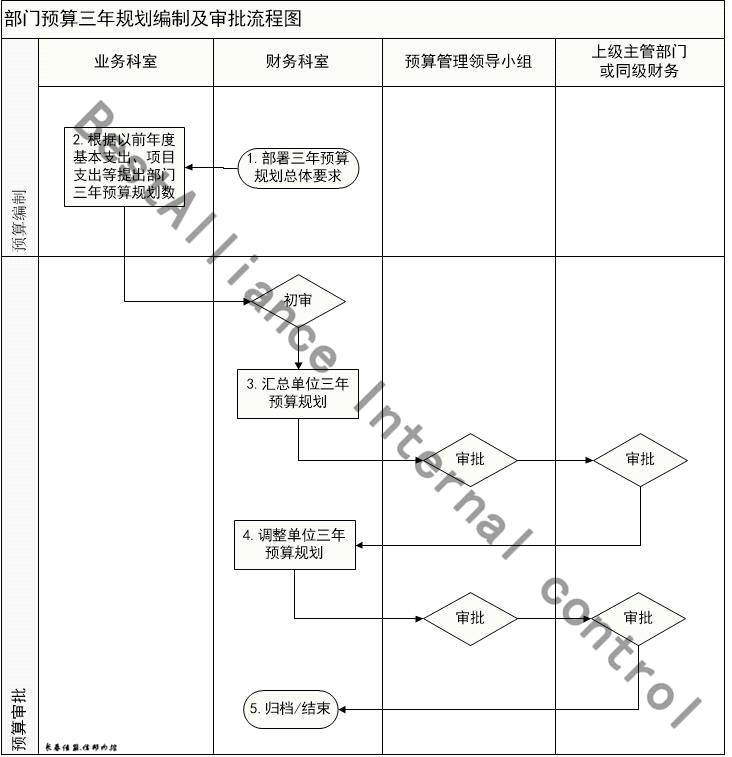 部门预算三年规划编制及审批流程图
业务科室
财务科室
预算管理领导小组
上级主管部门
或同级财务
预算编制
2. 根据以前年度
基本支出、项目
支出等提出部门
三年预算规划数
1. 部署三年预算
规划总体要求
初审
3. 汇总单位三年
预算规划
审批
审批
4. 调整单位三年
预算规划
审批
审批
5. 归档/结束
预算审批
BestAlliance Internal control